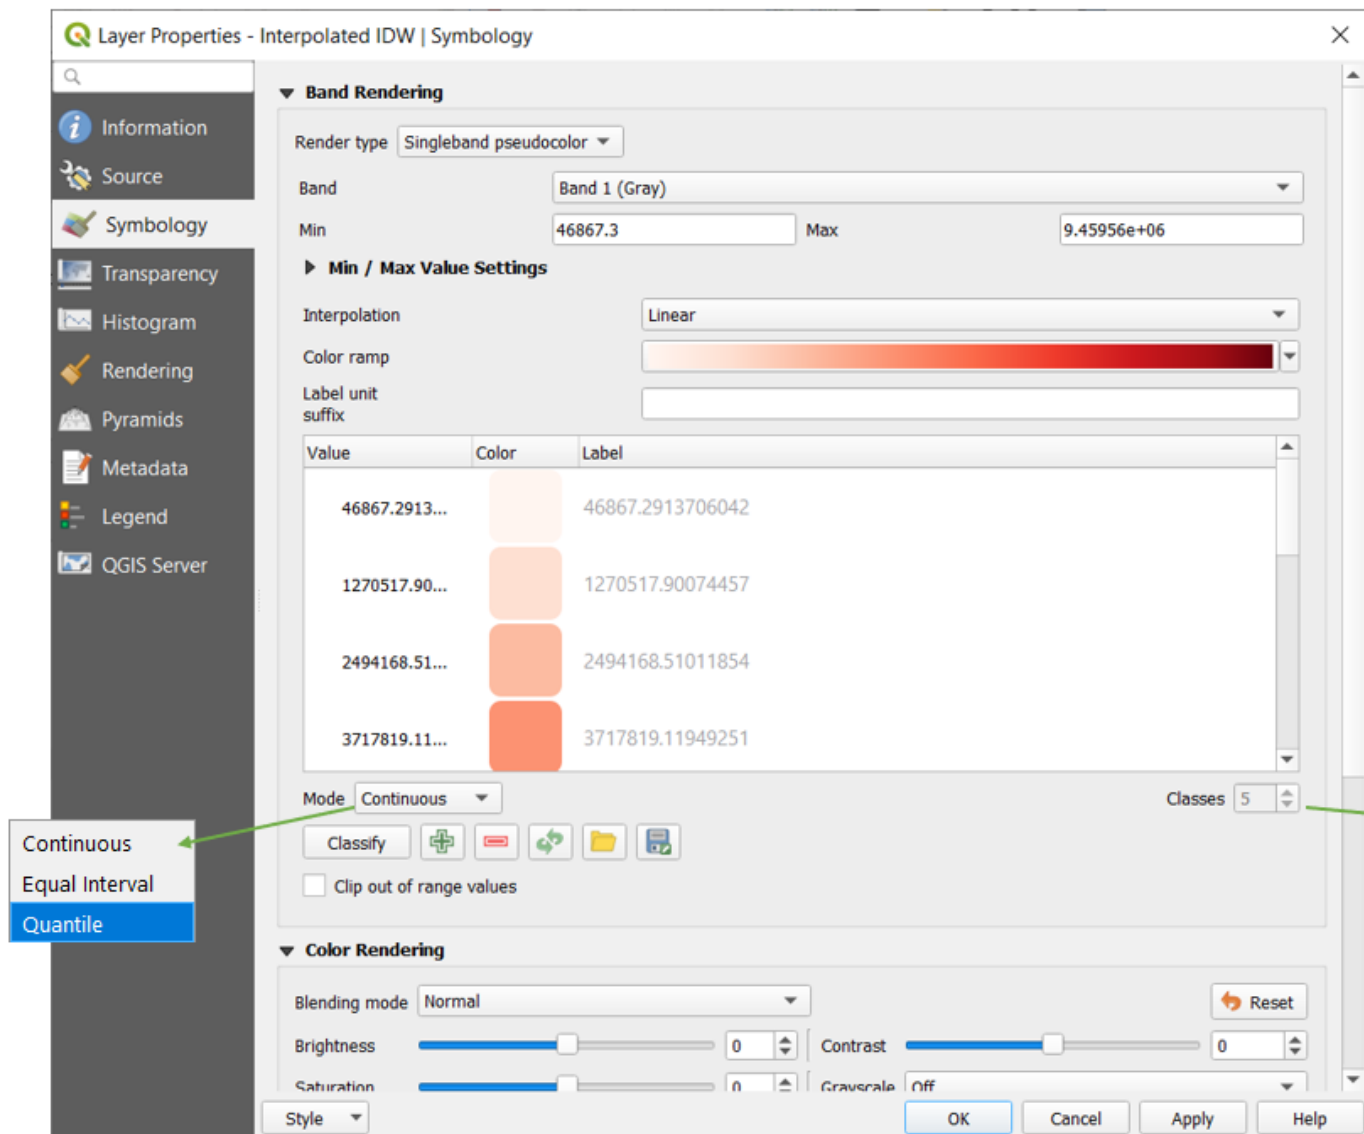 Layer Properties - Interpolated IDW | Symbology
Information
Source
Symbology
Transparency
Histogram
Rendering
Pyramids
Metadata
Legend
QGIS Server
Band Rendering
Render type Singleband pseudocolor
Band Band 1 (Gray)
Min 46867.3 Max 9.45956e+06
Min / Max Value Settings
Interpolation Linear
Color ramp
Label unit
suffix
Value Color Label
46867.2913... 46867.2913706042
1270517.90... 1270517.90074457
2494168.51... 2494168.51011854
3717819.11... 3717819.11949251
Mode Continuous Classes 5
Continuous
Equal Interval
Quantile
Classify
Clip out of range values
Color Rendering
Blending mode Normal Reset
Brightness 0 Contrast 0
Saturation 0 Grayscale Off
Style OK Cancel Apply Help